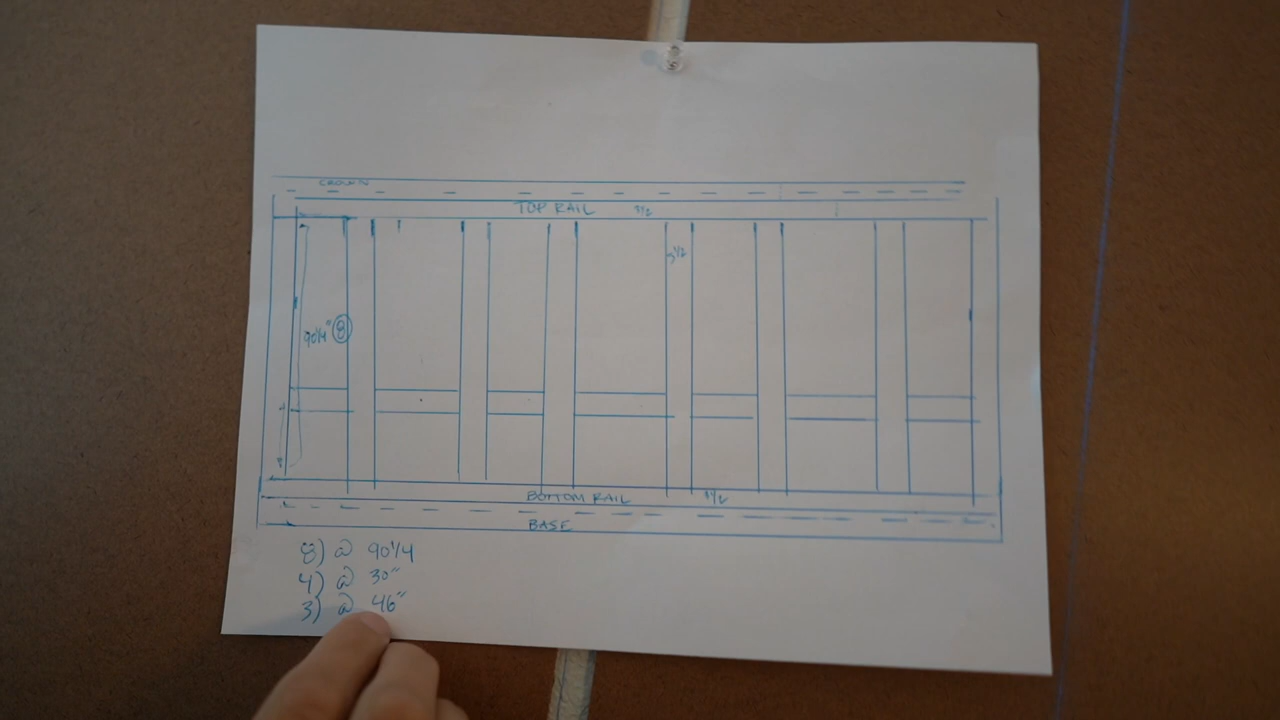 CROWN
TOP RAIL 3½
3½
90¼" 8
BOTTOM RAIL 3½
BASE
8) @ 90¼
4) @ 30"
3) @ 46"